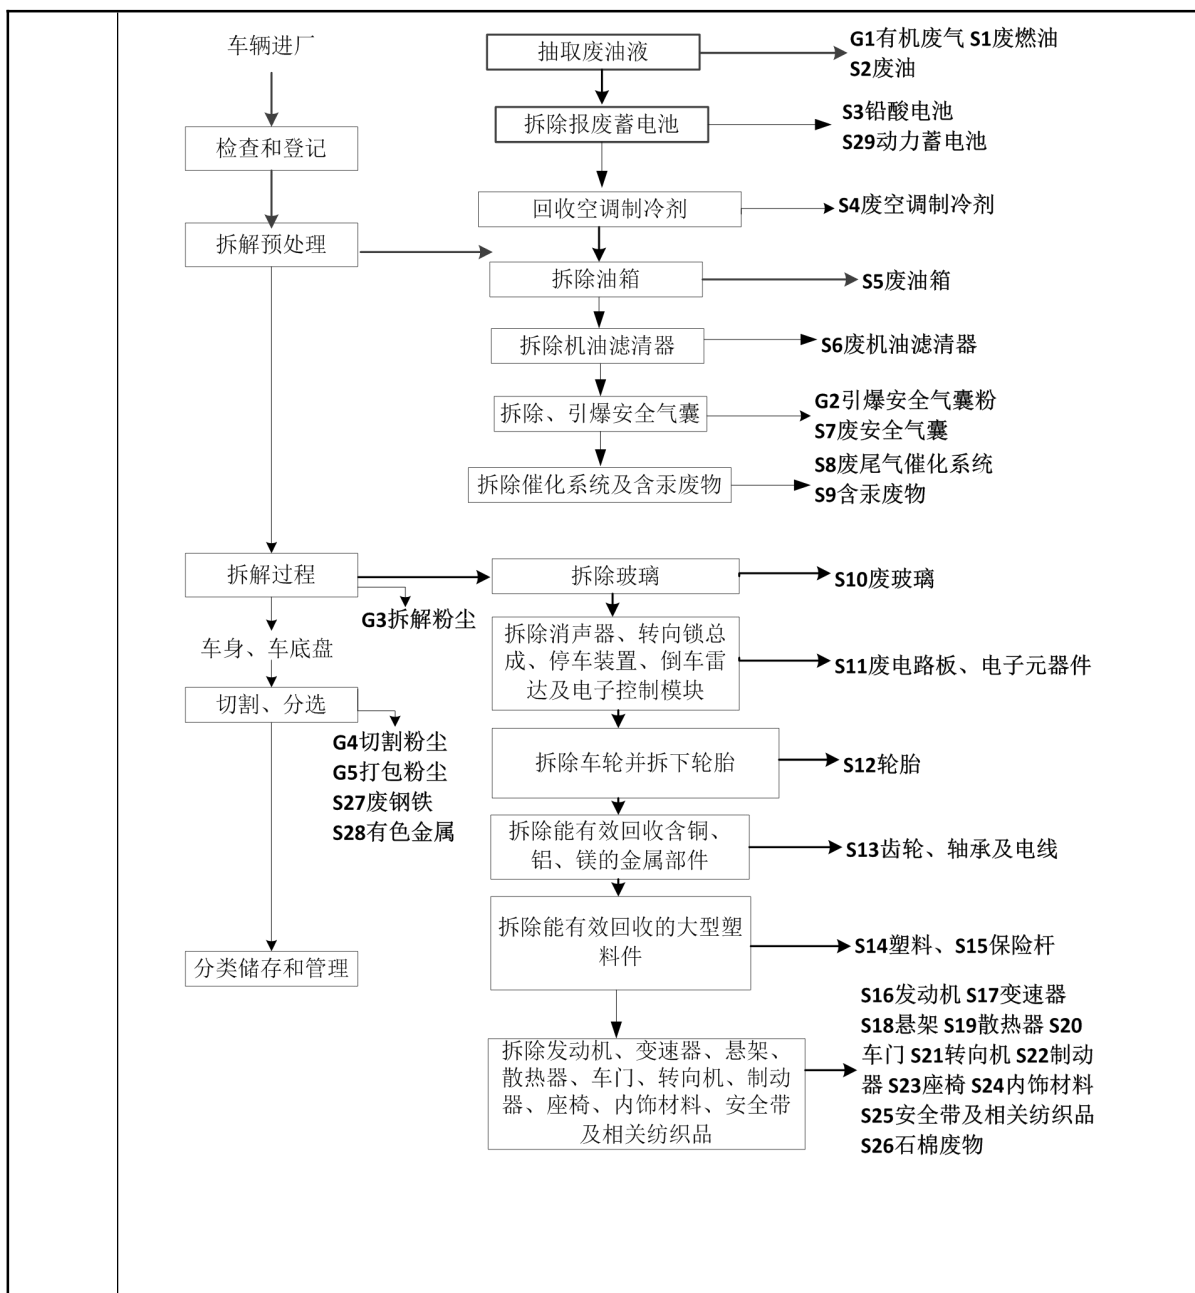 车辆进厂
检查和登记
拆解预处理
抽取废油液
G1有机废气 S1废燃油
S2废油
拆除报废蓄电池
S3铅酸电池
S29动力蓄电池
回收空调制冷剂
S4废空调制冷剂
拆除油箱
S5废油箱
拆除机油滤清器
S6废机油滤清器
拆除、引爆安全气囊
G2引爆安全气囊粉
S7废安全气囊
拆除催化系统及含汞废物
S8废尾气催化系统
S9含汞废物
拆解过程
G3拆解粉尘
车身、车底盘
切割、分选
G4切割粉尘
G5打包粉尘
S27废钢铁
S28有色金属
分类储存和管理
拆除玻璃
S10废玻璃
拆除消声器、转向锁总
成、停车装置、倒车雷
达及电子控制模块
S11废电路板、电子元器件
拆除车轮并拆下轮胎
S12轮胎
拆除能有效回收含铜、
铝、镁的金属部件
S13齿轮、轴承及电线
拆除能有效回收的大型塑
料件
S14塑料、S15保险杆
拆除发动机、变速器、悬架、
散热器、车门、转向机、制动
器、座椅、内饰材料、安全带
及相关纺织品
S16发动机 S17变速器
S18悬架 S19散热器 S20
车门 S21转向机 S22制动
器 S23座椅 S24内饰材料
S25安全带及相关纺织品
S26石棉废物